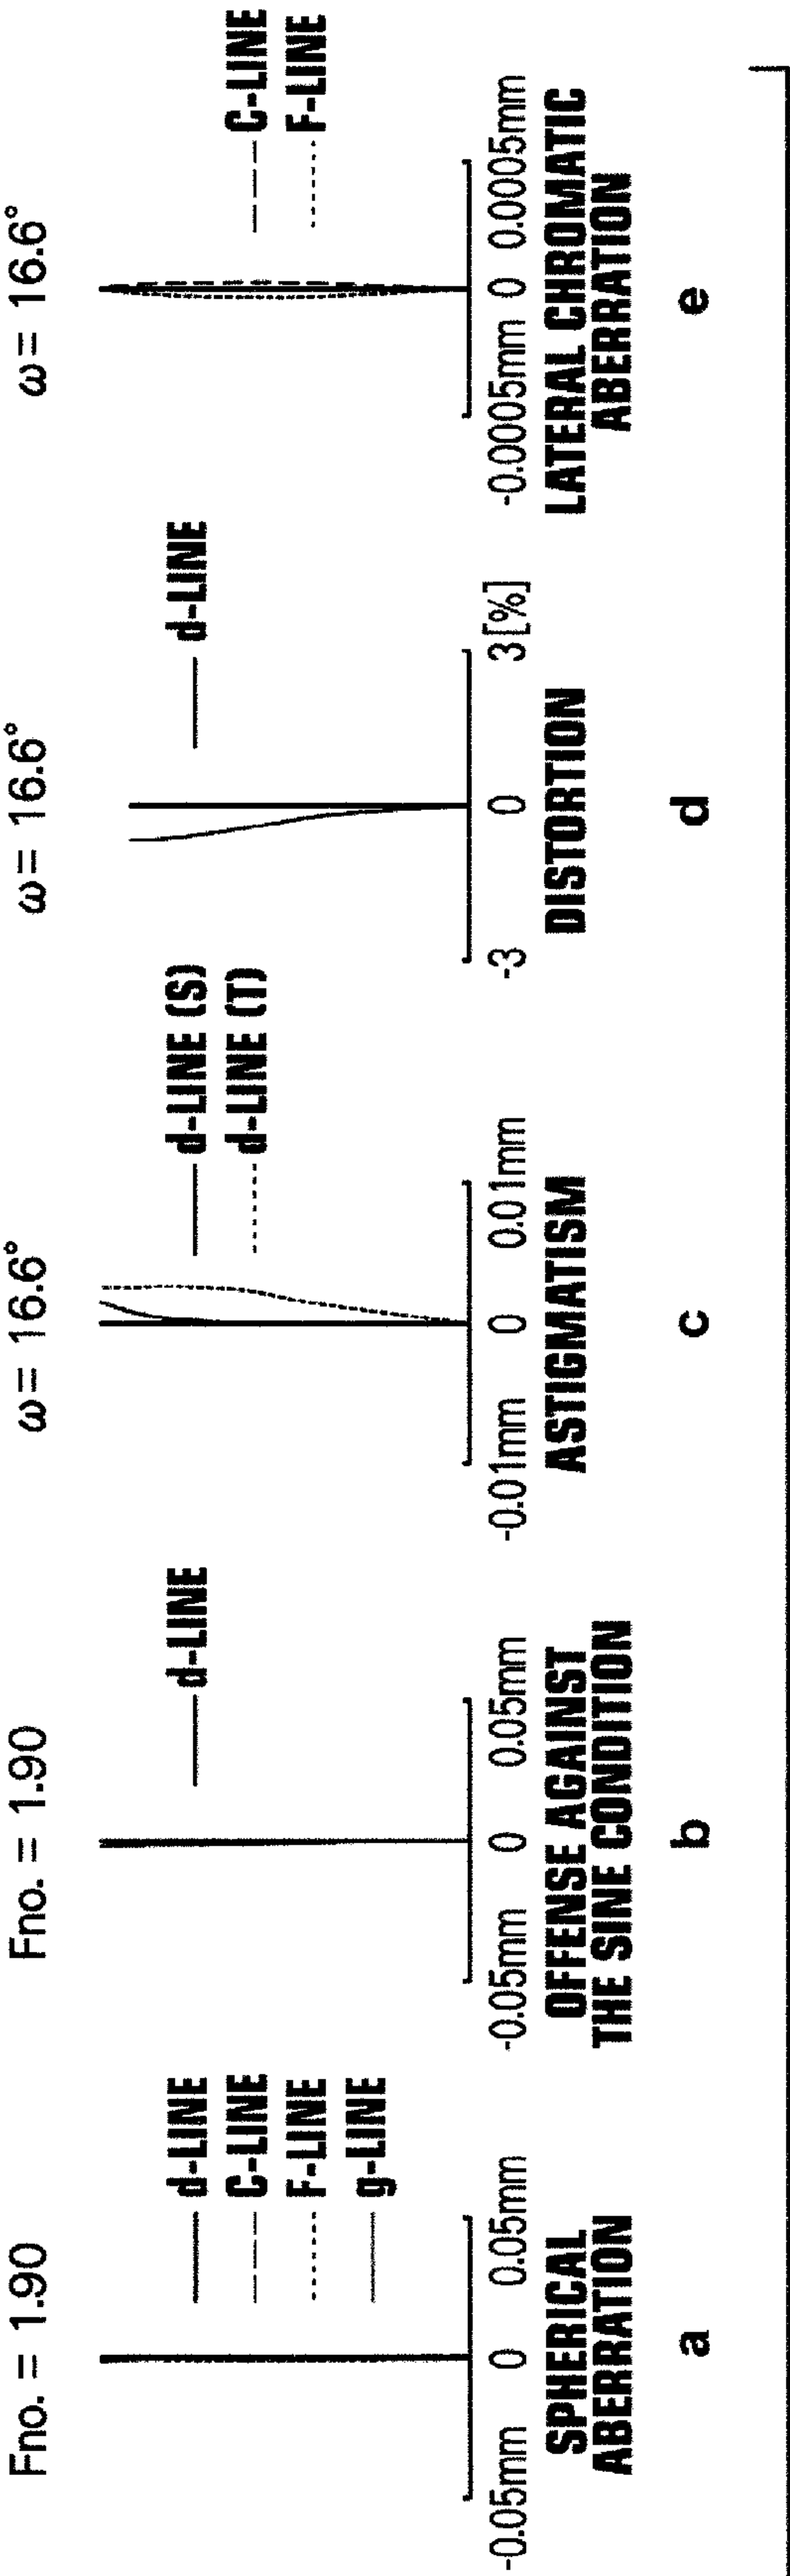 Fno. = 1.90
d-LINE
C-LINE
F-LINE
g-LINE
-0.05mm 0 0.05mm
SPHERICAL
ABERRATION
a
Fno. = 1.90
d-LINE
-0.05mm 0 0.05mm
OFFENSE AGAINST
THE SINE CONDITION
b
ω= 16.6°
d-LINE (S)
d-LINE (T)
-0.01mm 0 0.01mm
ASTIGMATISM
c
ω= 16.6°
d-LINE
-3 0 3[%]
DISTORTION
d
ω= 16.6°
C-LINE
F-LINE
-0.0005mm 0 0.0005mm
LATERAL CHROMATIC
ABERRATION
e